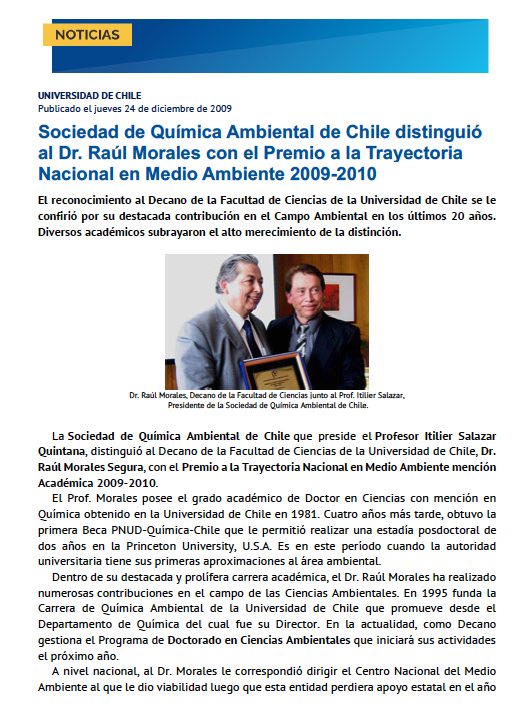 NOTICIAS
UNIVERSIDAD DE CHILE
Publicado el jueves 24 de diciembre de 2009
Sociedad de Química Ambiental de Chile distinguió
al Dr. Raúl Morales con el Premio a la Trayectoria
Nacional en Medio Ambiente 2009-2010
El reconocimiento al Decano de la Facultad de Ciencias de la Universidad de Chile se le
confirió por su destacada contribución en el Campo Ambiental en los últimos 20 años.
Diversos académicos subrayaron el alto merecimiento de la distinción.
Dr. Raúl Morales, Decano de la Facultad de Ciencias junto al Prof. Itilier Salazar,
Presidente de la Sociedad de Química Ambiental de Chile.
La Sociedad de Química Ambiental de Chile que preside el Profesor Itilier Salazar
Quintana, distinguió al Decano de la Facultad de Ciencias de la Universidad de Chile, Dr.
Raúl Morales Segura, con el Premio a la Trayectoria Nacional en Medio Ambiente mención
Académica 2009-2010.
El Prof. Morales posee el grado académico de Doctor en Ciencias con mención en
Química obtenido en la Universidad de Chile en 1981. Cuatro años más tarde, obtuvo la
primera Beca PNUD-Química-Chile que le permitió realizar una estadía posdoctoral de
dos años en la Princeton University, U.S.A. Es en este período cuando la autoridad
universitaria tiene sus primeras aproximaciones al área ambiental.
Dentro de su destacada y prolífera carrera académica, el Dr. Raúl Morales ha realizado
numerosas contribuciones en el campo de las Ciencias Ambientales. En 1995 funda la
Carrera de Química Ambiental de la Universidad de Chile que promueve desde el
Departamento de Química del cual fue su Director. En la actualidad, como Decano
gestiona el Programa de Doctorado en Ciencias Ambientales que iniciará sus actividades
el próximo año.
A nivel nacional, al Dr. Morales le correspondió dirigir el Centro Nacional del Medio
Ambiente al que le dio viabilidad luego que esta entidad perdiera apoyo estatal en el año